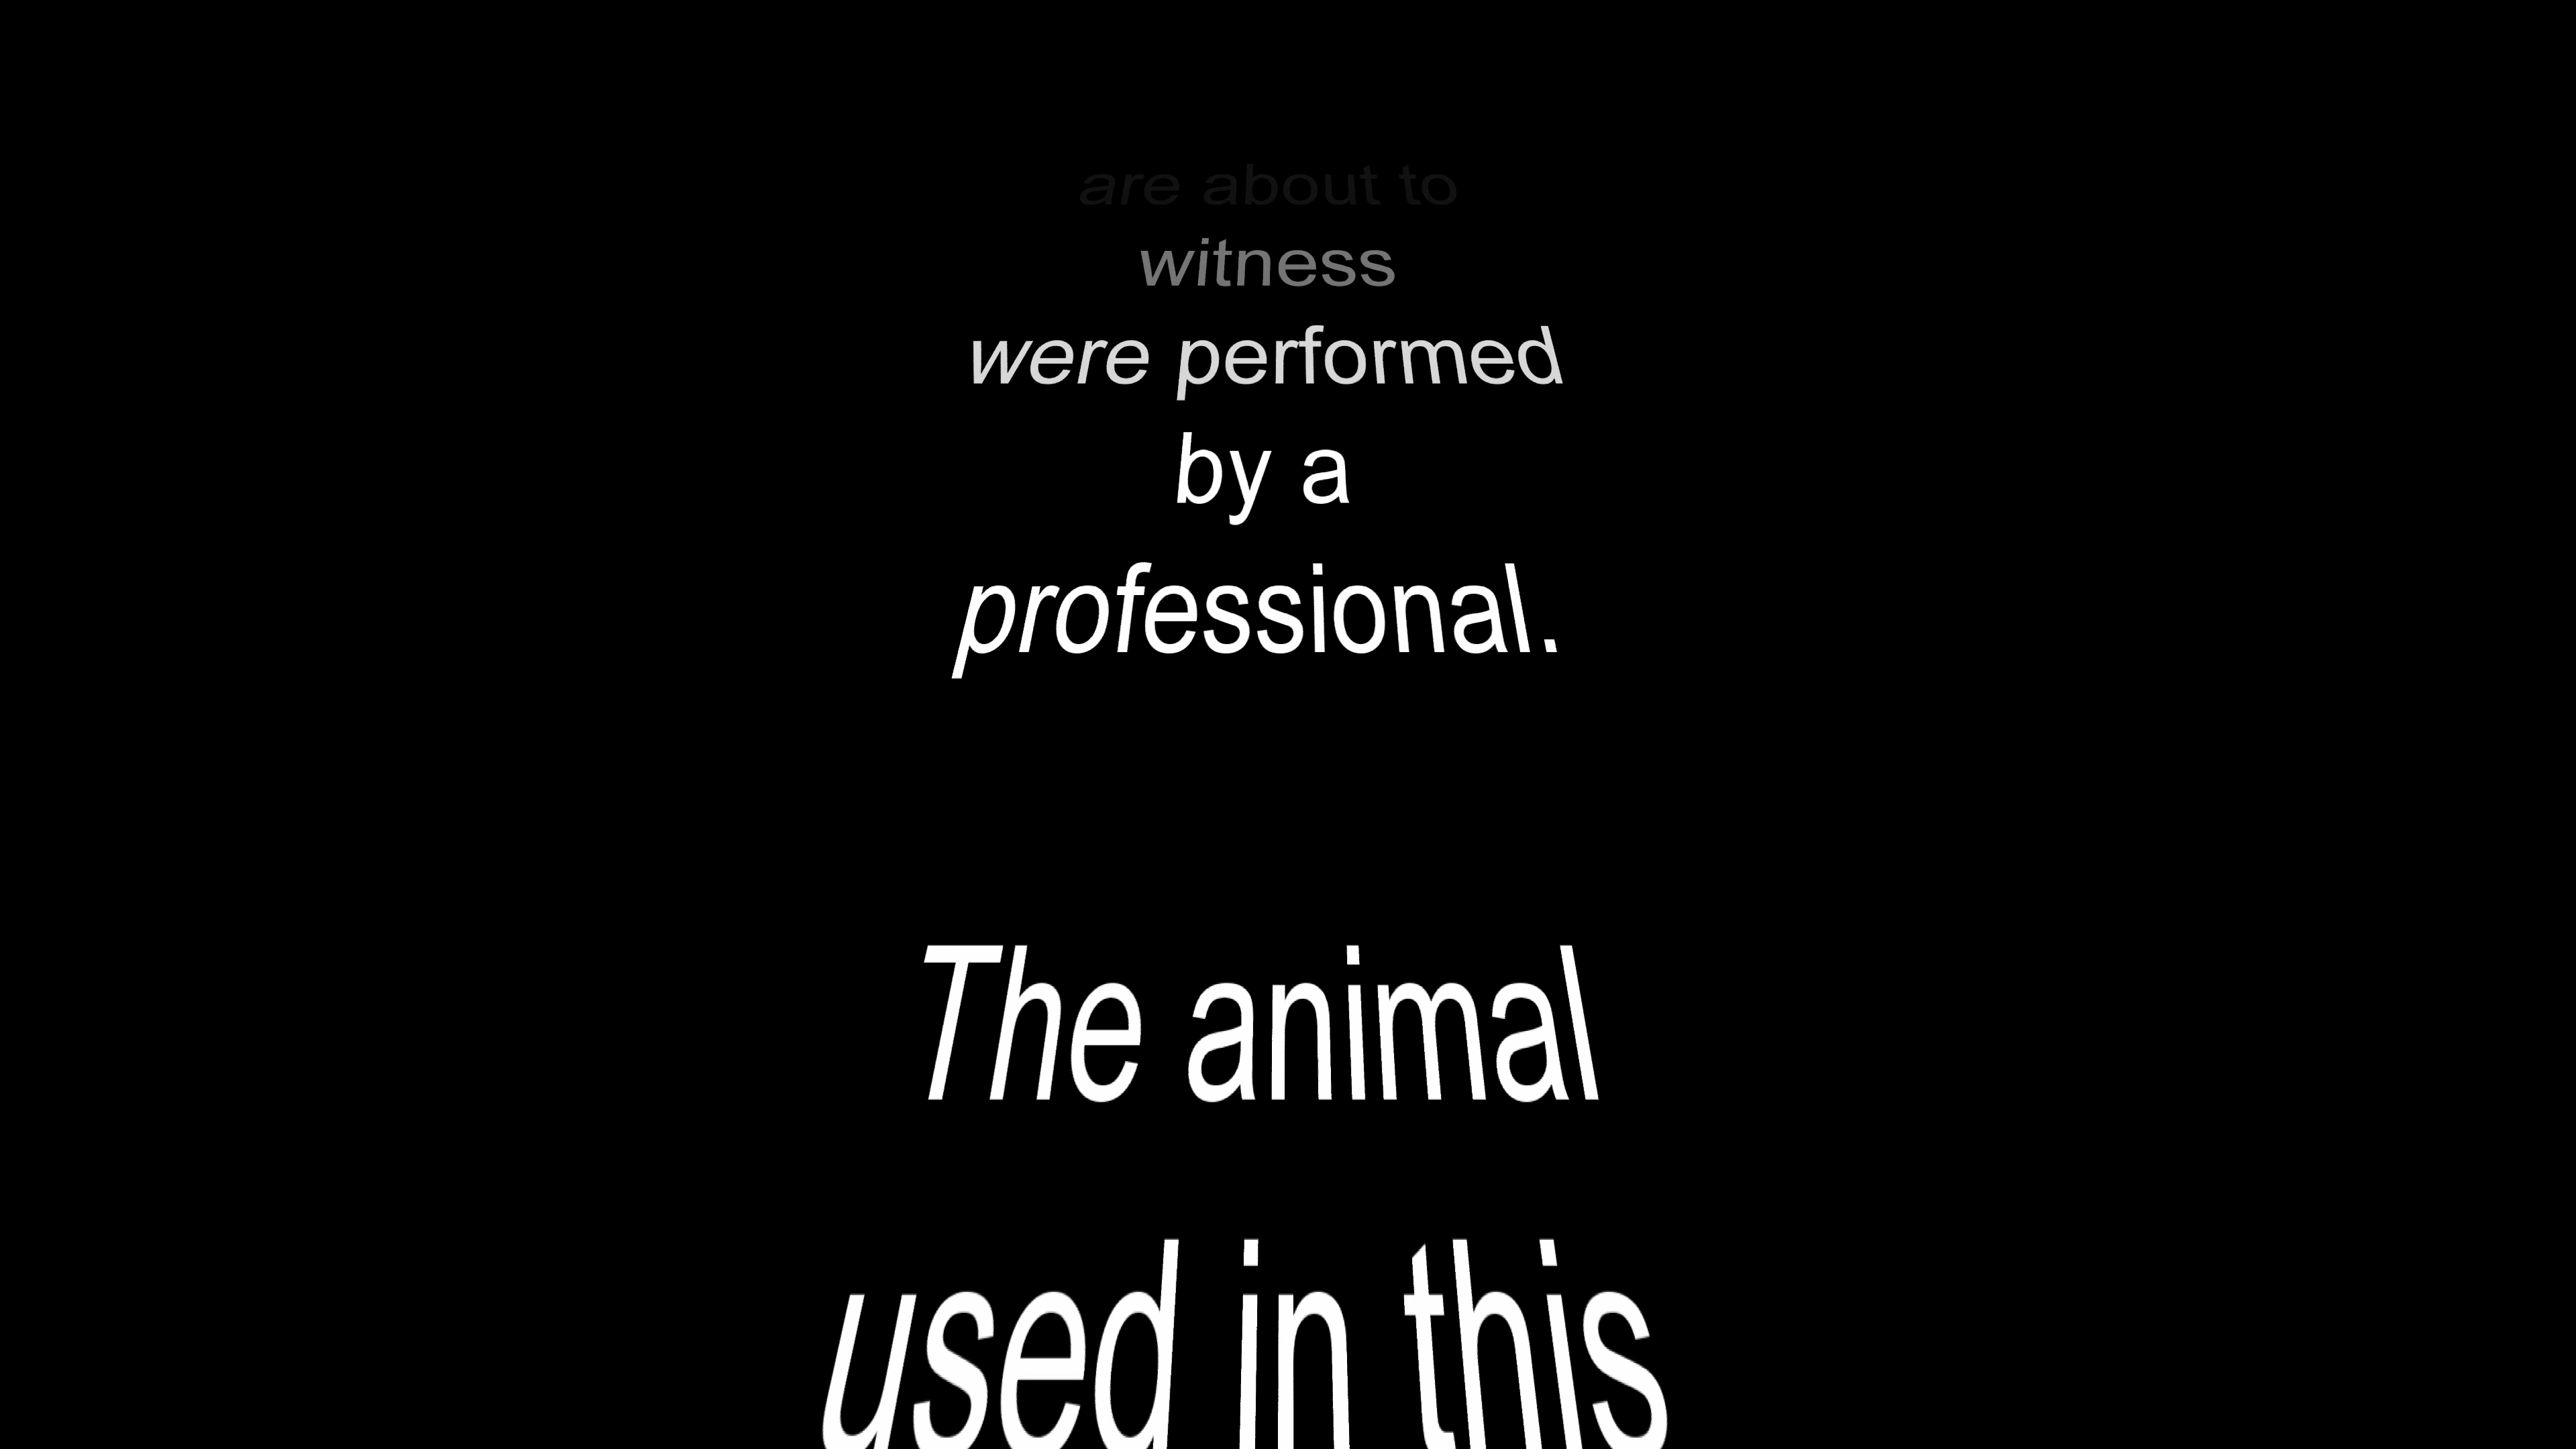 are about to
witness
were performed
by a
professional.
The animal
used in this